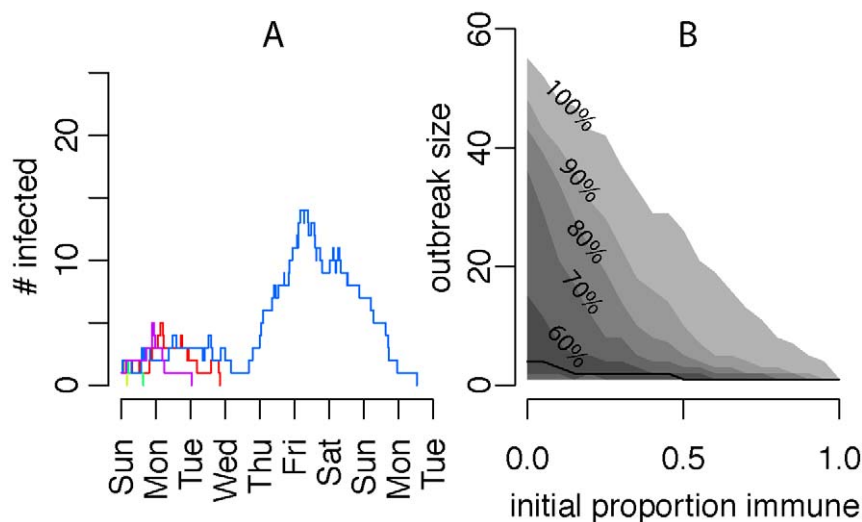 A
# infected
20
10
0
Sun
Mon
Tue
Wed
Thu
Fri
Sat
Sun
Mon
Tue
B
outbreak size
60
40
20
0
100%
90%
80%
70%
60%
0.0
0.5
1.0
initial proportion immune